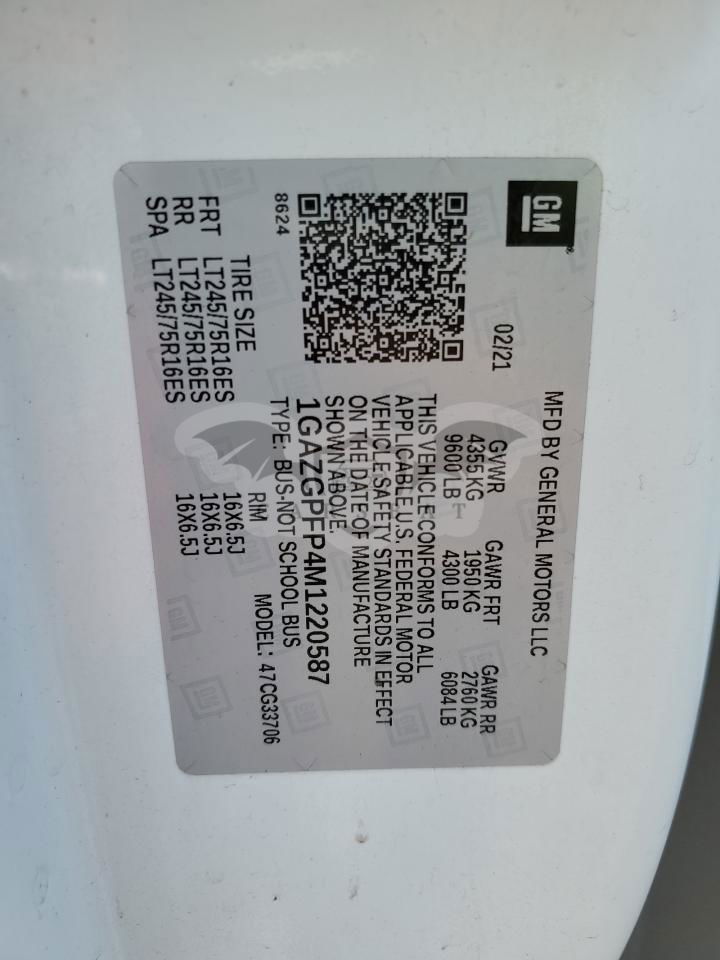 GM
MFD BY GENERAL MOTORS LLC
02/21
GVWR GAWR FRT GAWR RR
4355 KG 1950 KG 2760 KG
9600 LB 4300 LB 6084 LB
THIS VEHICLE CONFORMS TO ALL
APPLICABLE U.S. FEDERAL MOTOR
VEHICLE SAFETY STANDARDS IN EFFECT
ON THE DATE OF MANUFACTURE
SHOWN ABOVE.
1GAZGPFP4M1220587
TYPE: BUS-NOT SCHOOL BUS
8624
MODEL: 47CG33706
TIRE SIZE RIM
FRT LT245/75R16ES 16X6.5J
RR LT245/75R16ES 16X6.5J
SPA LT245/75R16ES 16X6.5J